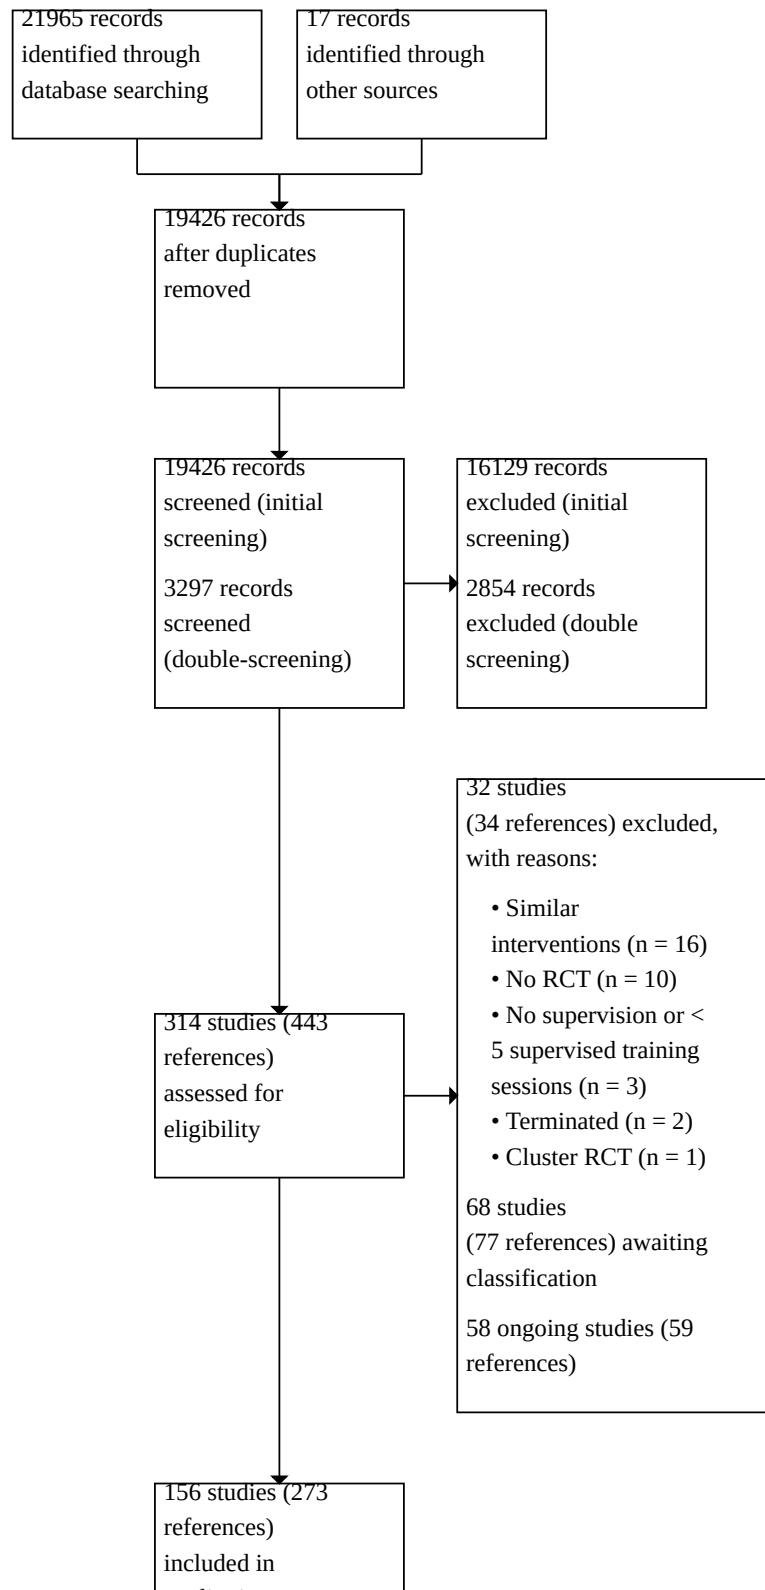 21965 records
identified through
database searching
17 records
identified through
other sources
19426 records
after duplicates
removed
19426 records
screened (initial
screening)
3297 records
screened
(double-screening)
16129 records
excluded (initial
screening)
2854 records
excluded (double
screening)
32 studies
(34 references) excluded,
with reasons:
• Similar
interventions (n = 16)
• No RCT (n = 10)
• No supervision or <
5 supervised training
sessions (n = 3)
• Terminated (n = 2)
• Cluster RCT (n = 1)
68 studies
(77 references) awaiting
classification
58 ongoing studies (59
references)
314 studies (443
references)
assessed for
eligibility
156 studies (273
references)
included in